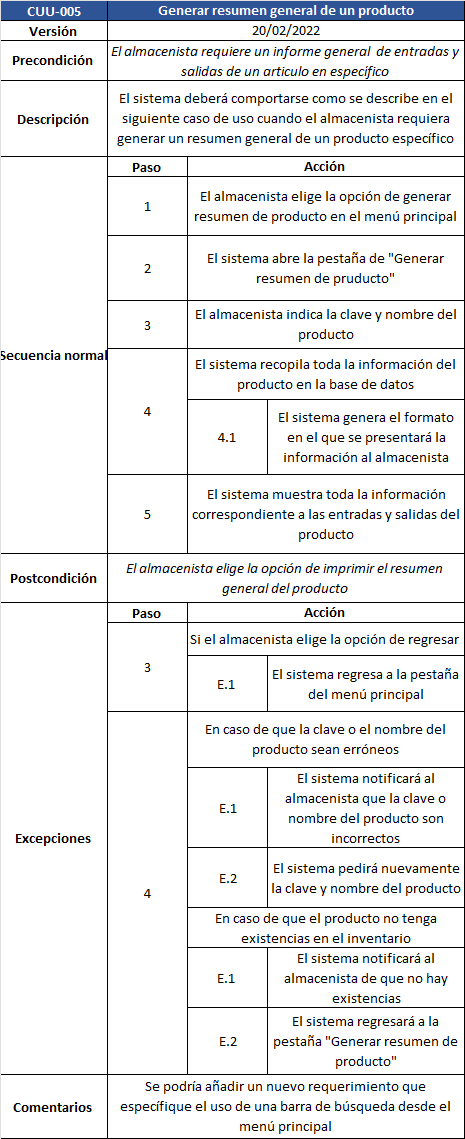 CUU-005
Generar resumen general de un producto
Versión
20/02/2022
Precondición
El almacenista requiere un informe general de entradas y
salidas de un articulo en específico
Descripción
El sistema deberá comportarse como se describe en el
siguiente caso de uso cuando el almacenista requiera
generar un resumen general de un producto específico
Secuencia normal
Paso
Acción
1
El almacenista elige la opción de generar
resumen de producto en el menú principal
2
El sistema abre la pestaña de "Generar
resumen de pruducto"
3
El almacenista indica la clave y nombre del
producto
4
El sistema recopila toda la información del
producto en la base de datos
4.1
El sistema genera el formato
en el que se presentará la
información al almacenista
5
El sistema muestra toda la información
correspondiente a las entradas y salidas del
producto
Postcondición
El almacenista elige la opción de imprimir el resumen
general del producto
Excepciones
Paso
Acción
3
Si el almacenista elige la opción de regresar
E.1
El sistema regresa a la pestaña
del menú principal
4
En caso de que la clave o el nombre del
producto sean erróneos
E.1
El sistema notificará al
almacenista que la clave o
nombre del producto son
incorrectos
E.2
El sistema pedirá nuevamente
la clave y nombre del producto
En caso de que el producto no tenga
existencias en el inventario
E.1
El sistema notificará al
almacenista de que no hay
existencias
E.2
El sistema regresará a la
pestaña "Generar resumen de
producto"
Comentarios
Se podría añadir un nuevo requerimiento que
específique el uso de una barra de búsqueda desde el
menú principal